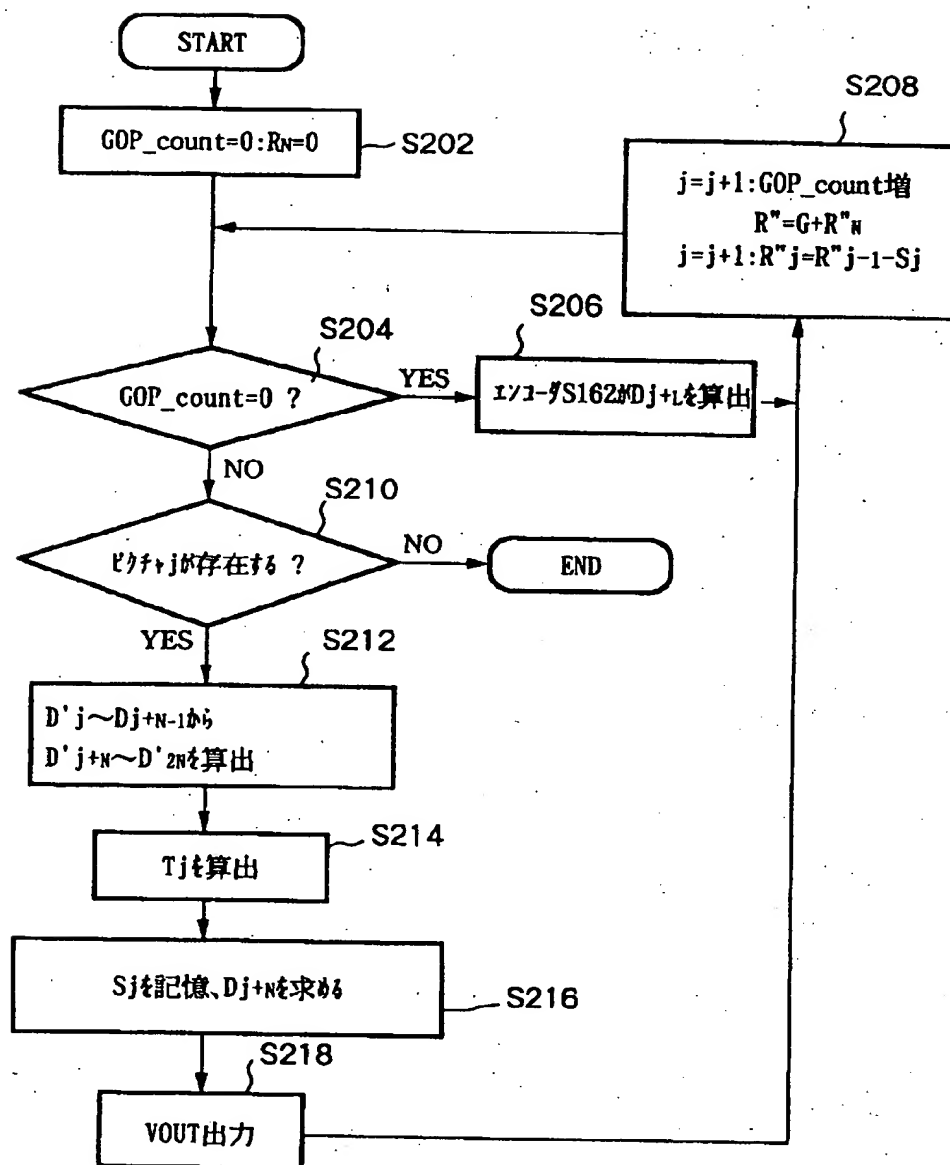 START
GOP_count=0:RN=0
S202
S208
j=j+1:GOP_count増
R"=G+R"N
j=j+1:R"j=R"j-1-Sj
S204
GOP_count=0 ?
YES
S206
エンコーダS162がDj+Lを算出
NO
S210
ピクチャjが存在する ?
NO
END
YES
S212
D'j～Dj+N-1から
D'j+N～D'2Nを算出
S214
Tjを算出
Sjを記憶、Dj+Nを求める
S216
S218
VOUT出力